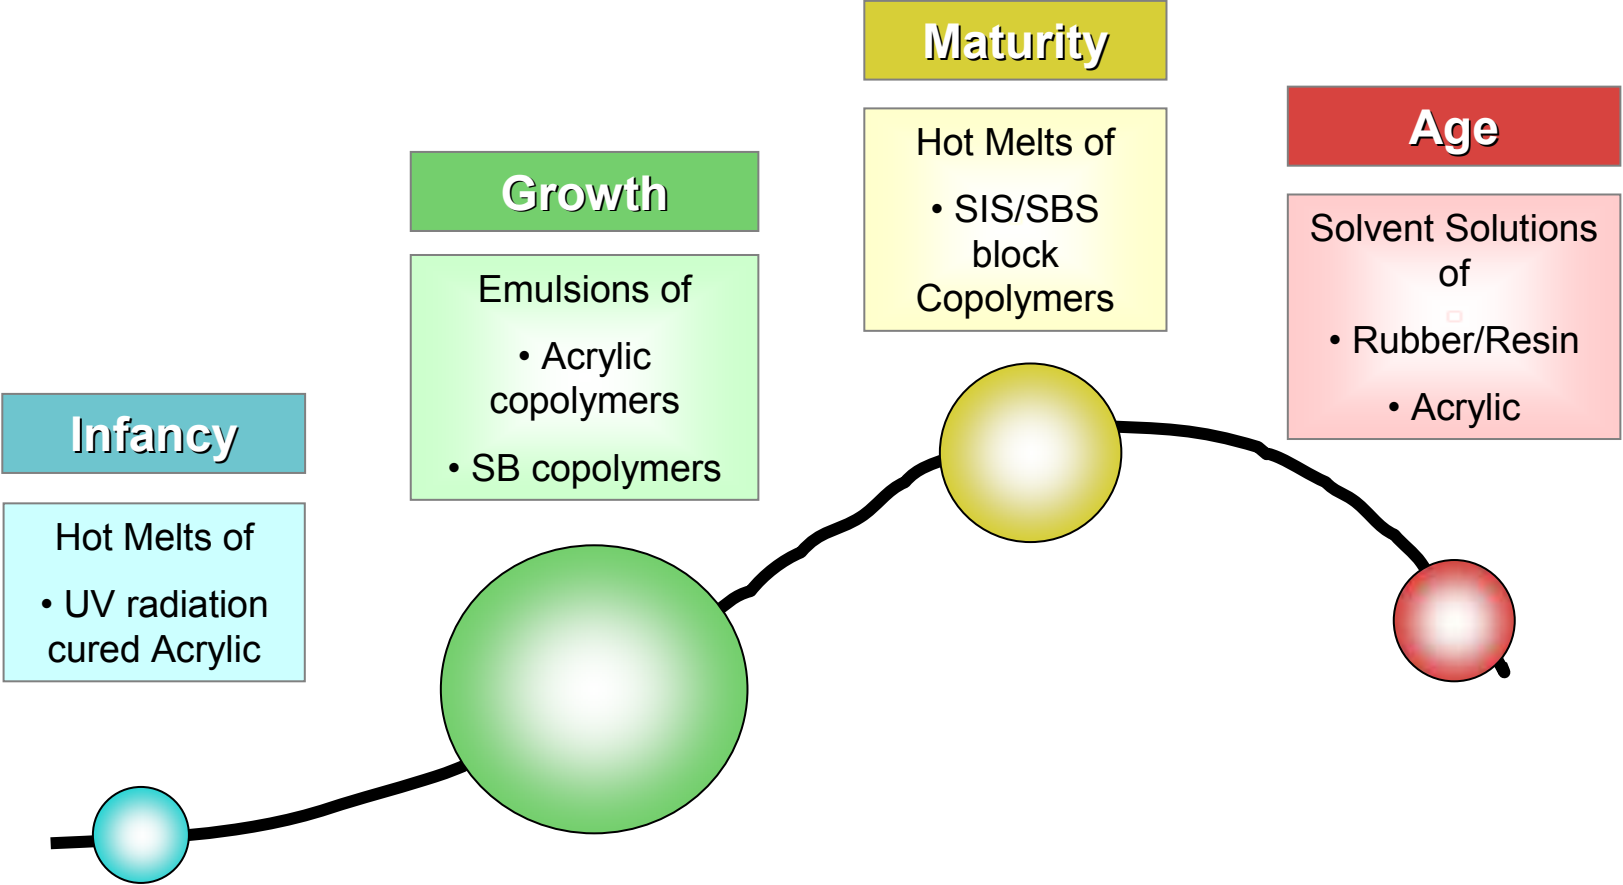 Infancy
Hot Melts of
• UV radiation
cured Acrylic
Growth
Emulsions of
• Acrylic
copolymers
• SB copolymers
Maturity
Hot Melts of
• SIS/SBS
block
Copolymers
Age
Solvent Solutions
of
• Rubber/Resin
• Acrylic